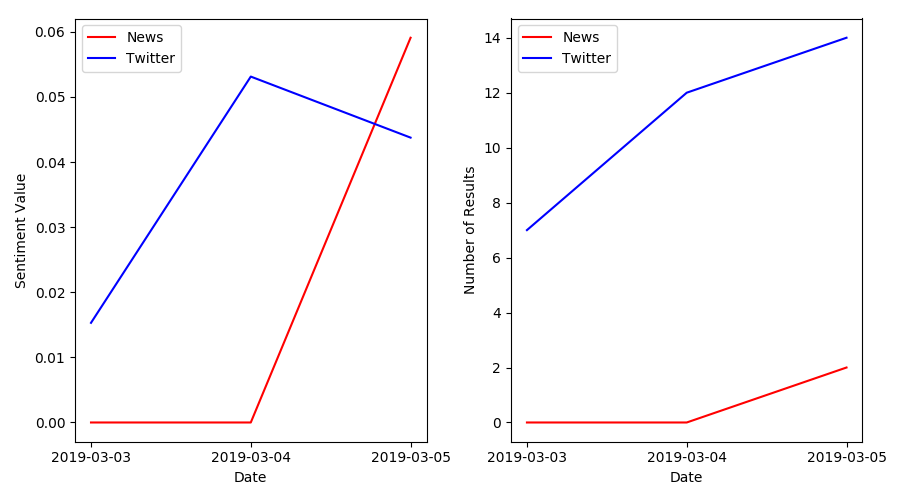 News
Twitter
0.06
0.05
0.04
0.03
0.02
0.01
0.00
Sentiment Value
2019-03-03
2019-03-04
2019-03-05
Date
News
Twitter
14
12
10
8
6
4
2
0
Number of Results
2019-03-03
2019-03-04
2019-03-05
Date